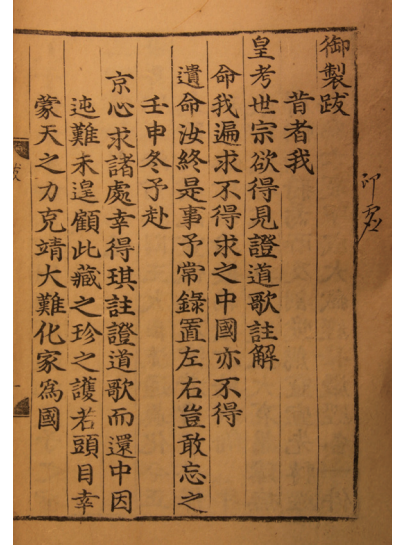 御製跋
昔者我
皇考世宗欲得見證道歌註解
命我遍求不得求之中國亦不得
遺命汝終是事予常錄置左右豈敢忘之
壬申冬予赴
京心求諸處幸得琪註證道歌而還中因
迍難未遑顧此藏之珍之護若頭目幸
蒙天之力克靖大難化家爲國
跋
印